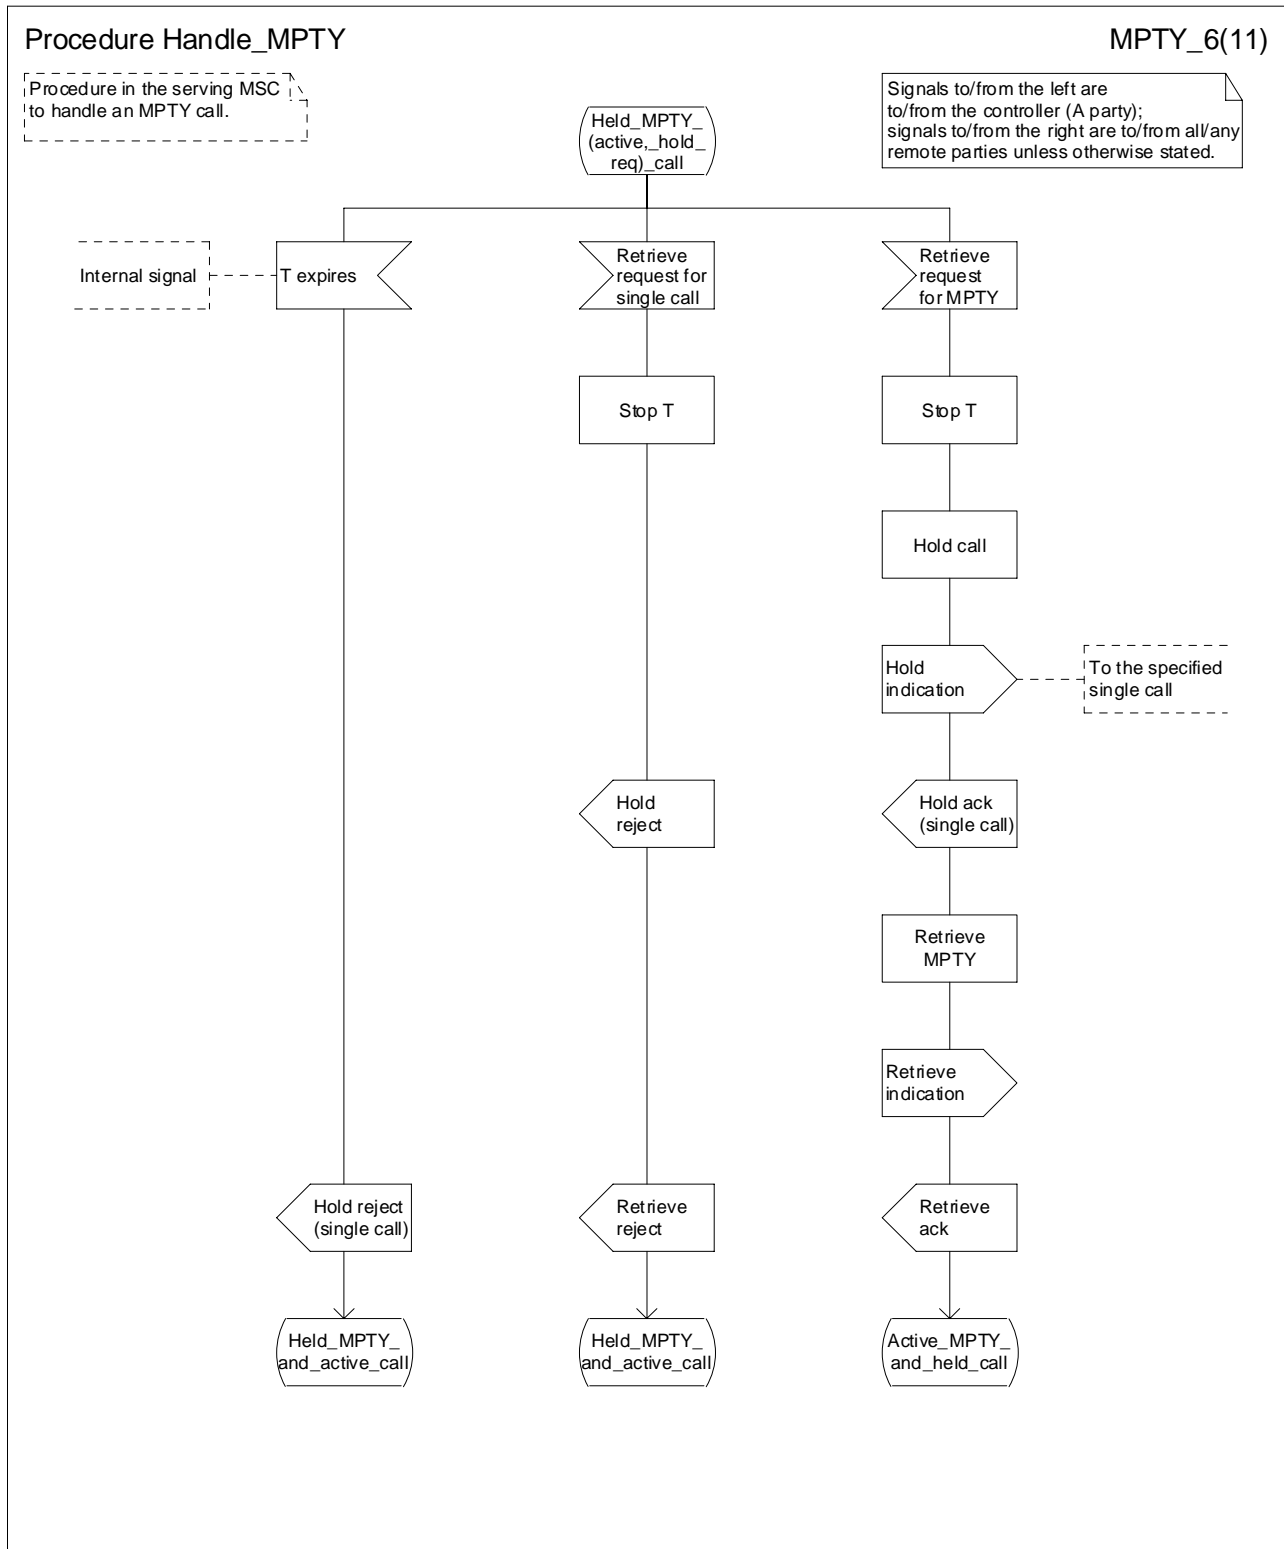 Procedure Handle_MPTY
MPTY_6(11)
Procedure in the serving MSC
to handle an MPTY call.
Signals to/from the left are
to/from the controller (A party);
signals to/from the right are to/from all/any
remote parties unless otherwise stated.
Held_MPTY_
(active,_hold_
req)_call
Internal signal
T expires
Retrieve
request for
single call
Retrieve
request
for MPTY
Stop T
Stop T
Hold call
Hold
indication
To the specified
single call
Hold
reject
Hold ack
(single call)
Retrieve
MPTY
Retrieve
indication
Hold reject
(single call)
Retrieve
reject
Retrieve
ack
Held_MPTY_
and_active_call
Held_MPTY_
and_active_call
Active_MPTY_
and_held_call